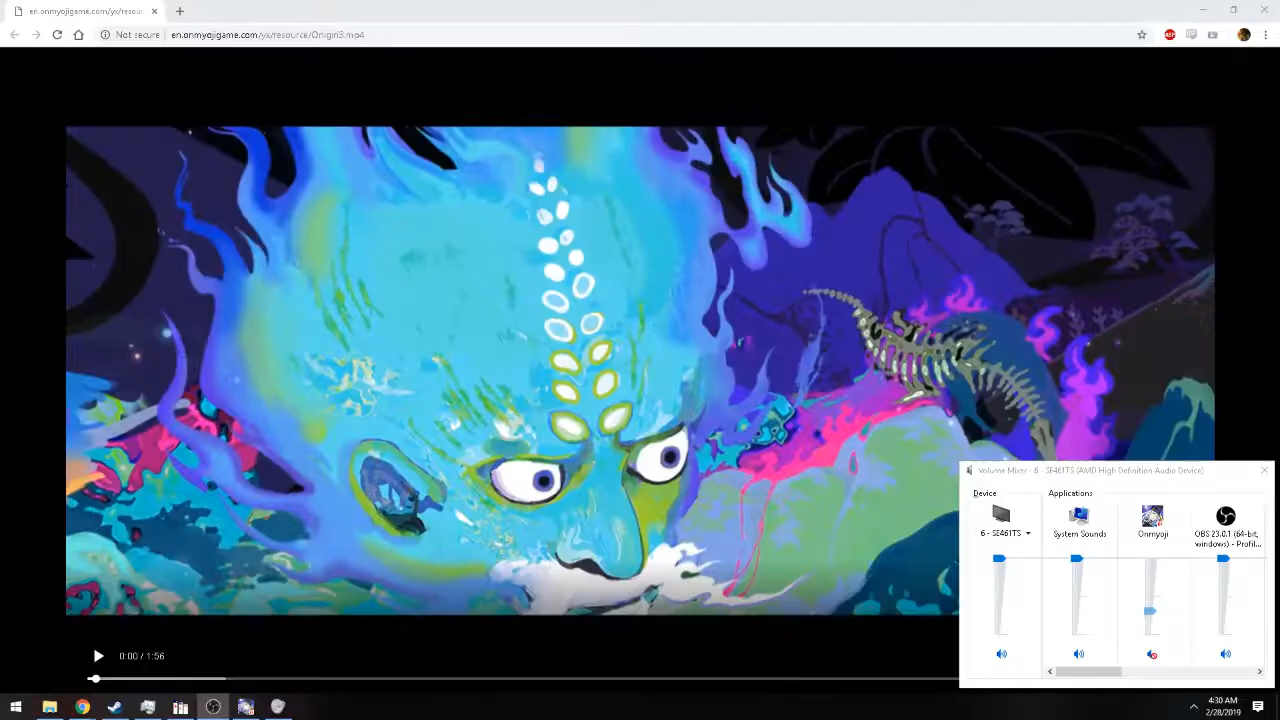 en.onmyojigame.com/yx/resou
Not secure
en.onmyojigame.com/yx/resource/Onigiri3.mp4
ABP
Volume Mixer - 6 - SE461TS (AMD High Definition Audio Device)
Device
Applications
6 - SE461TS
System Sounds
Onmyoji
OBS 23.0.1 (64-bit, windows) - Profil...
0:00 / 1:56
4:30 AM
2/28/2019